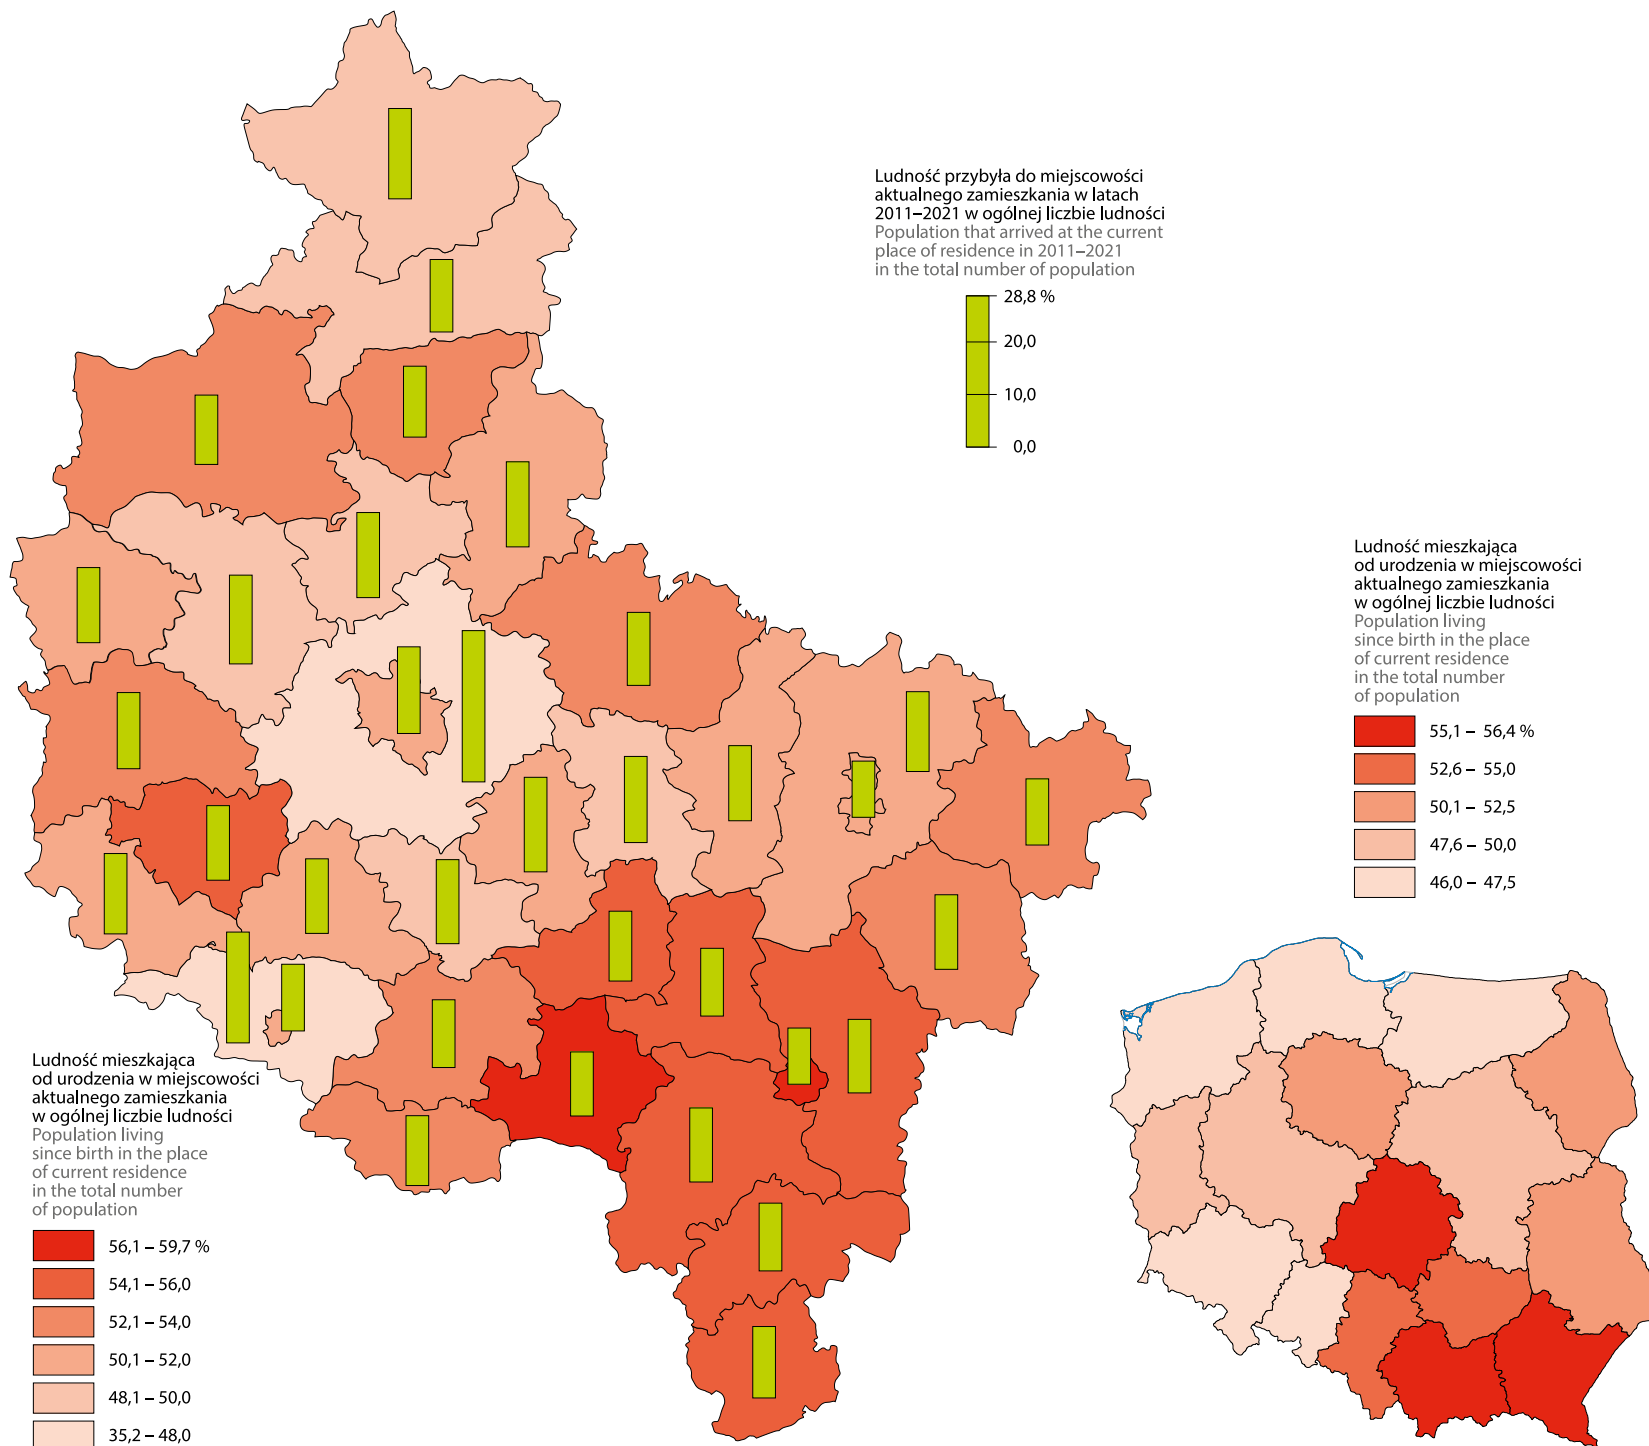 Ludność przybyła do miejscowości
aktualnego zamieszkania w latach
2011–2021 w ogólnej liczbie ludności
Population that arrived at the current
place of residence in 2011–2021
in the total number of population
28,8 %
20,0
10,0
0,0
Ludność mieszkająca
od urodzenia w miejscowości
aktualnego zamieszkania
w ogólnej liczbie ludności
Population living
since birth in the place
of current residence
in the total number
of population
55,1 – 56,4 %
52,6 – 55,0
50,1 – 52,5
47,6 – 50,0
46,0 – 47,5
Ludność mieszkająca
od urodzenia w miejscowości
aktualnego zamieszkania
w ogólnej liczbie ludności
Population living
since birth in the place
of current residence
in the total number
of population
56,1 – 59,7 %
54,1 – 56,0
52,1 – 54,0
50,1 – 52,0
48,1 – 50,0
35,2 – 48,0